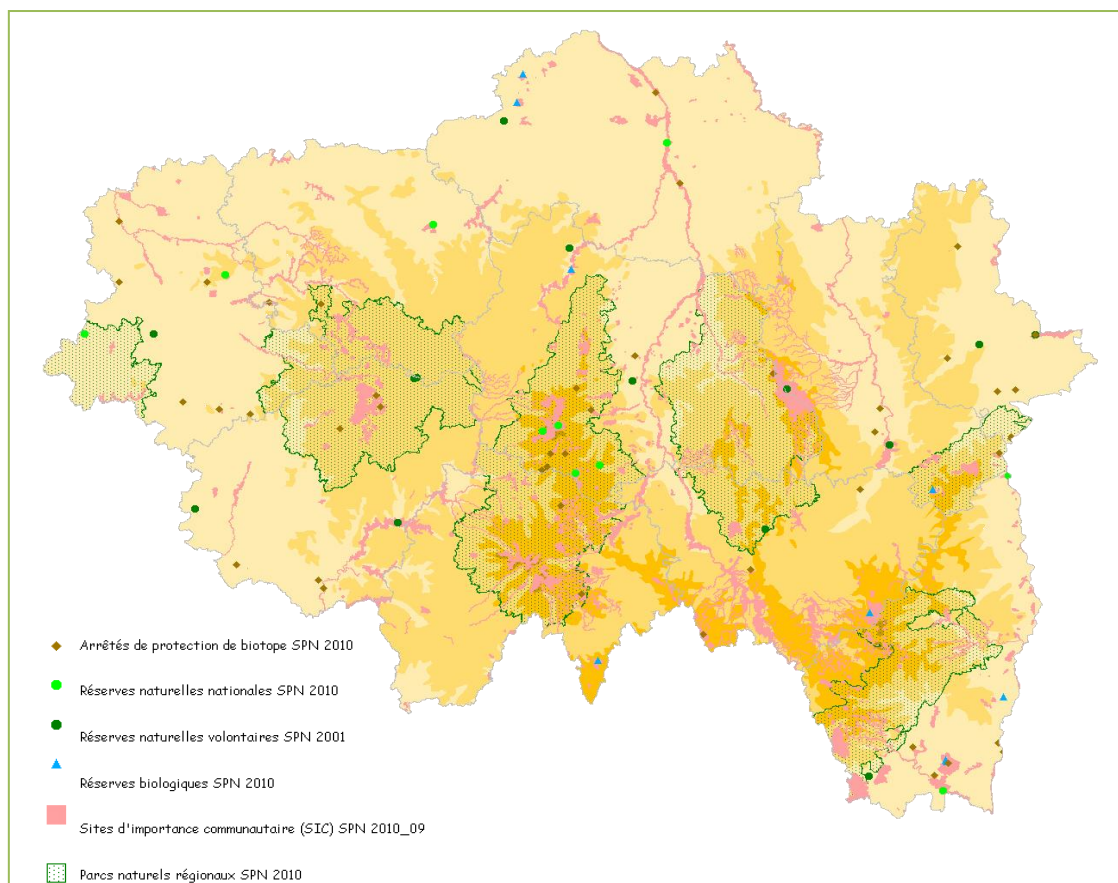 Arrêtés de protection de biotope SPN 2010
Réserves naturelles nationales SPN 2010
Réserves naturelles volontaires SPN 2001
Réserves biologiques SPN 2010
Sites d'importance communautaire (SIC) SPN 2010_09
Parcs naturels régionaux SPN 2010